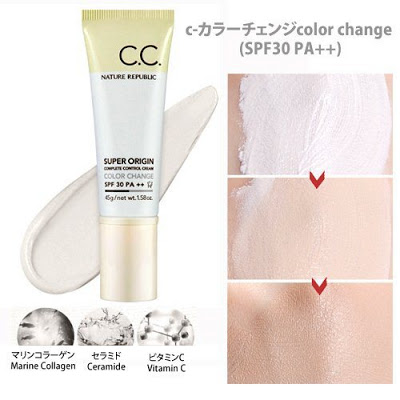 c-カラーチェンジcolor change
(SPF30 PA++)
C.C.
NATURE REPUBLIC
SUPER ORIGIN
COMPLETE CONTROL CREAM
COLOR CHANGE
SPF 30 PA ++
45g/net wt.1.58oz.
マリンコラーゲン
Marine Collagen
セラミド
Ceramide
ビタミンC
Vitamin C